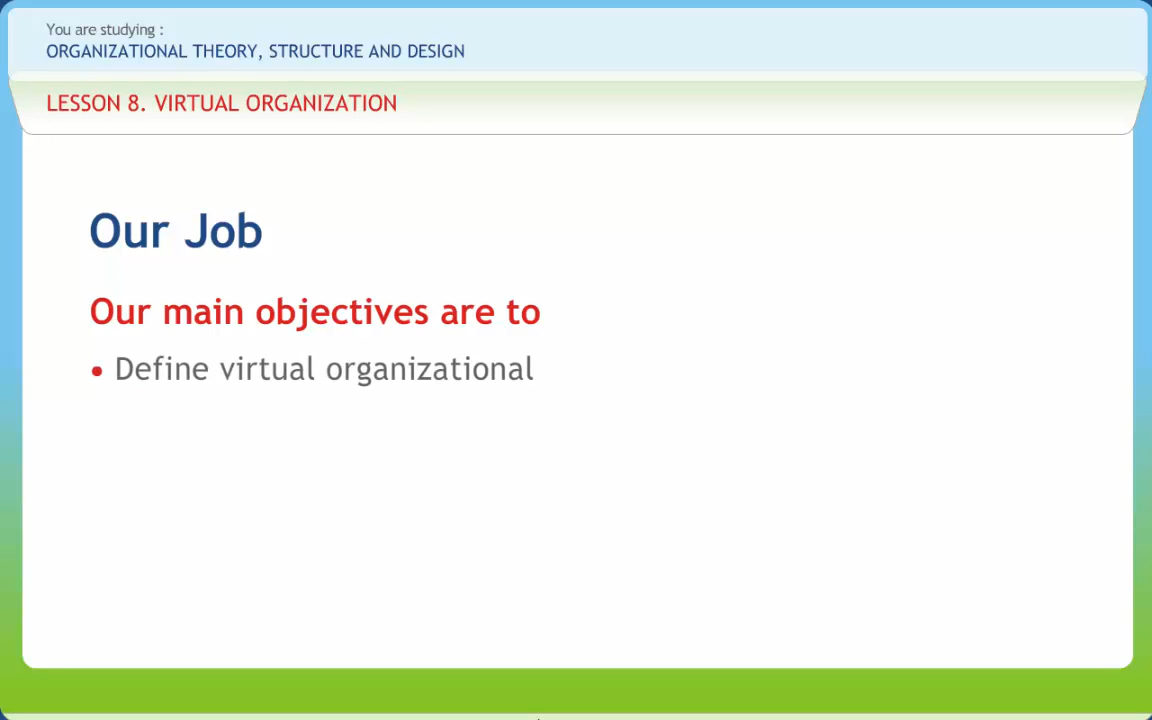 You are studying :
ORGANIZATIONAL THEORY, STRUCTURE AND DESIGN
LESSON 8. VIRTUAL ORGANIZATION
Our Job
Our main objectives are to
• Define virtual organizational